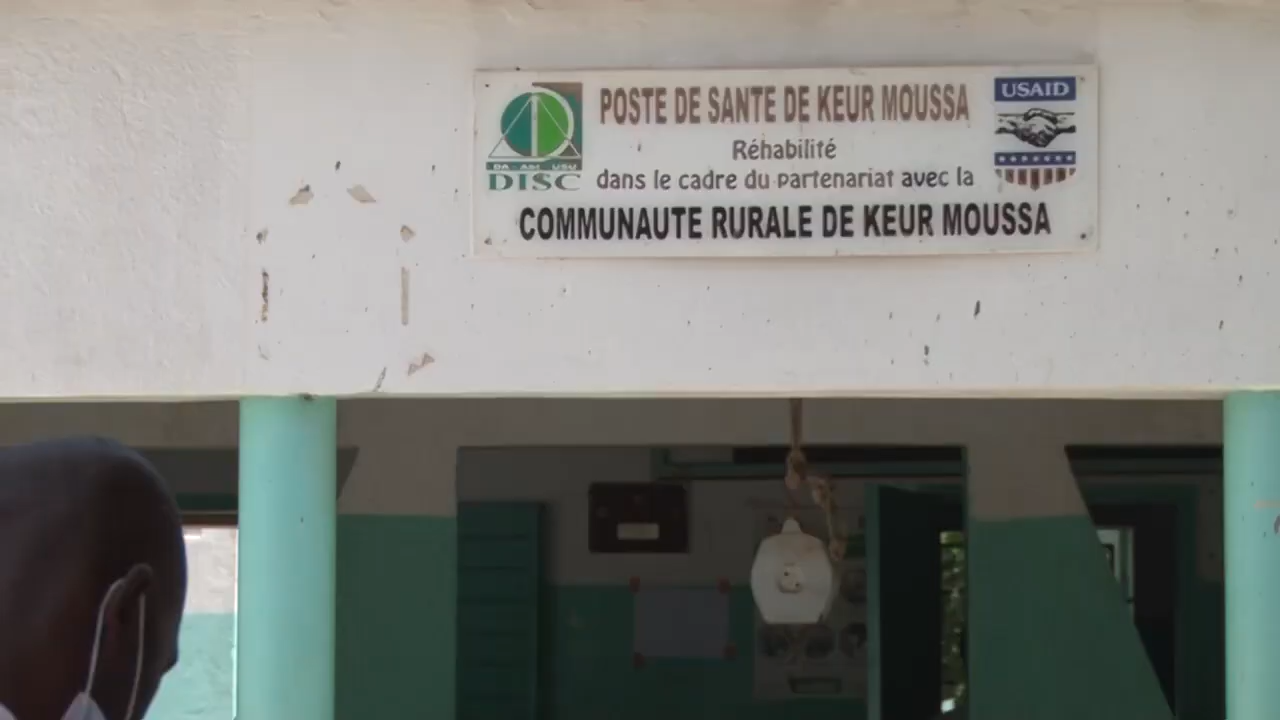 POSTE DE SANTE DE KEUR MOUSSA
Réhabilité
dans le cadre du partenariat avec la
COMMUNAUTE RURALE DE KEUR MOUSSA
DISC
USAID